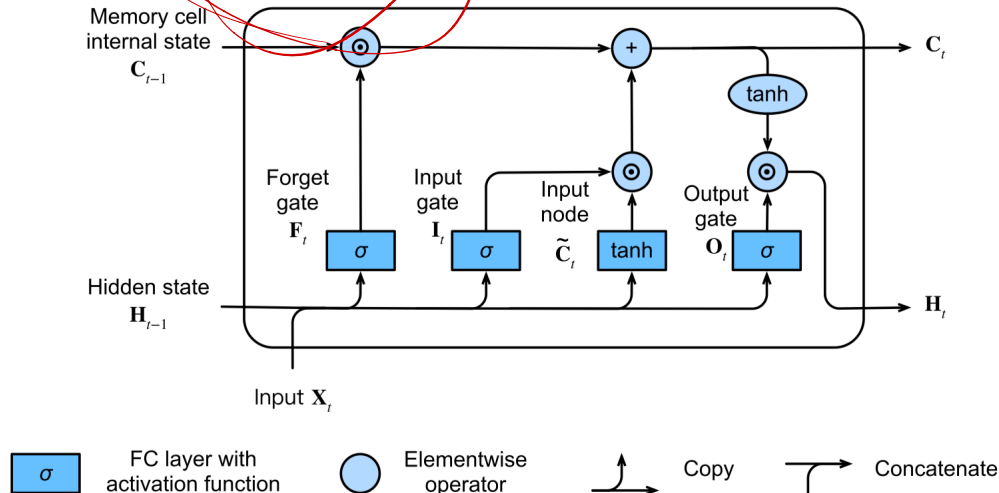 Memory cell
internal state
C_{t−1}
C_t
+
tanh
Forget
gate
F_t
Input
gate
I_t
Input
node
C̃_t
Output
gate
O_t
σ
σ
tanh
σ
Hidden state
H_{t−1}
H_t
Input X_t
σ
FC layer with
activation function
Elementwise
operator
Copy
Concatenate